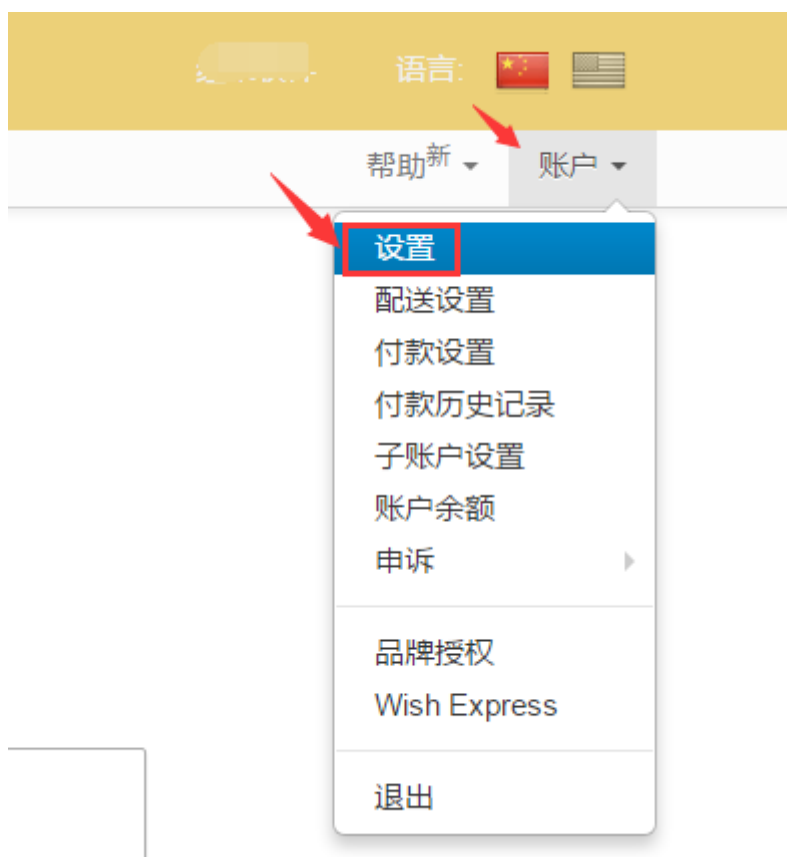 语言:
帮助新 账户
设置
配送设置
付款设置
付款历史记录
子账户设置
账户余额
申诉
品牌授权
Wish Express
退出